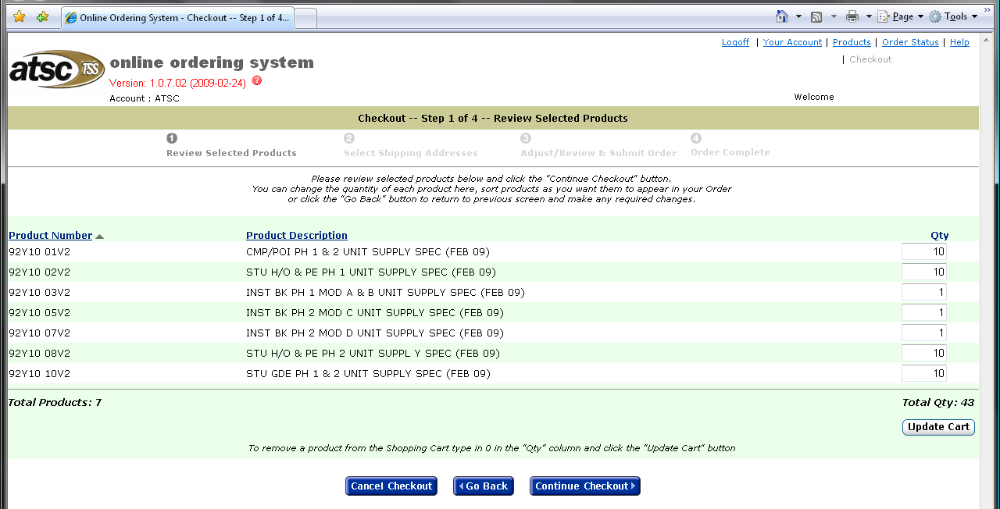 Online Ordering System - Checkout -- Step 1 of 4...
Page Tools
Logoff | Your Account | Products | Order Status | Help
| Checkout
atsc TSS
online ordering system
Version: 1.0.7.02 (2009-02-24) ?
Account : ATSC
Welcome
Checkout -- Step 1 of 4 -- Review Selected Products
1 2 3 4
Review Selected Products Select Shipping Addresses Adjust/Review & Submit Order Order Complete
Please review selected products below and click the "Continue Checkout" button.
You can change the quantity of each product here, sort products as you want them to appear in your Order
or click the "Go Back" button to return to previous screen and make any required changes.
Product Number Product Description Qty
92Y10 01V2 CMP/POI PH 1 & 2 UNIT SUPPLY SPEC (FEB 09) 10
92Y10 02V2 STU H/O & PE PH 1 UNIT SUPPLY SPEC (FEB 09) 10
92Y10 03V2 INST BK PH 1 MOD A & B UNIT SUPPLY SPEC (FEB 09) 1
92Y10 05V2 INST BK PH 2 MOD C UNIT SUPPLY SPEC (FEB 09) 1
92Y10 07V2 INST BK PH 2 MOD D UNIT SUPPLY SPEC (FEB 09) 1
92Y10 08V2 STU H/O & PE PH 2 UNIT SUPPL Y SPEC (FEB 09) 10
92Y10 10V2 STU GDE PH 1 & 2 UNIT SUPPLY SPEC (FEB 09) 10
Total Products: 7 Total Qty: 43
Update Cart
To remove a product from the Shopping Cart type in 0 in the "Qty" column and click the "Update Cart" button
Cancel Checkout Go Back Continue Checkout